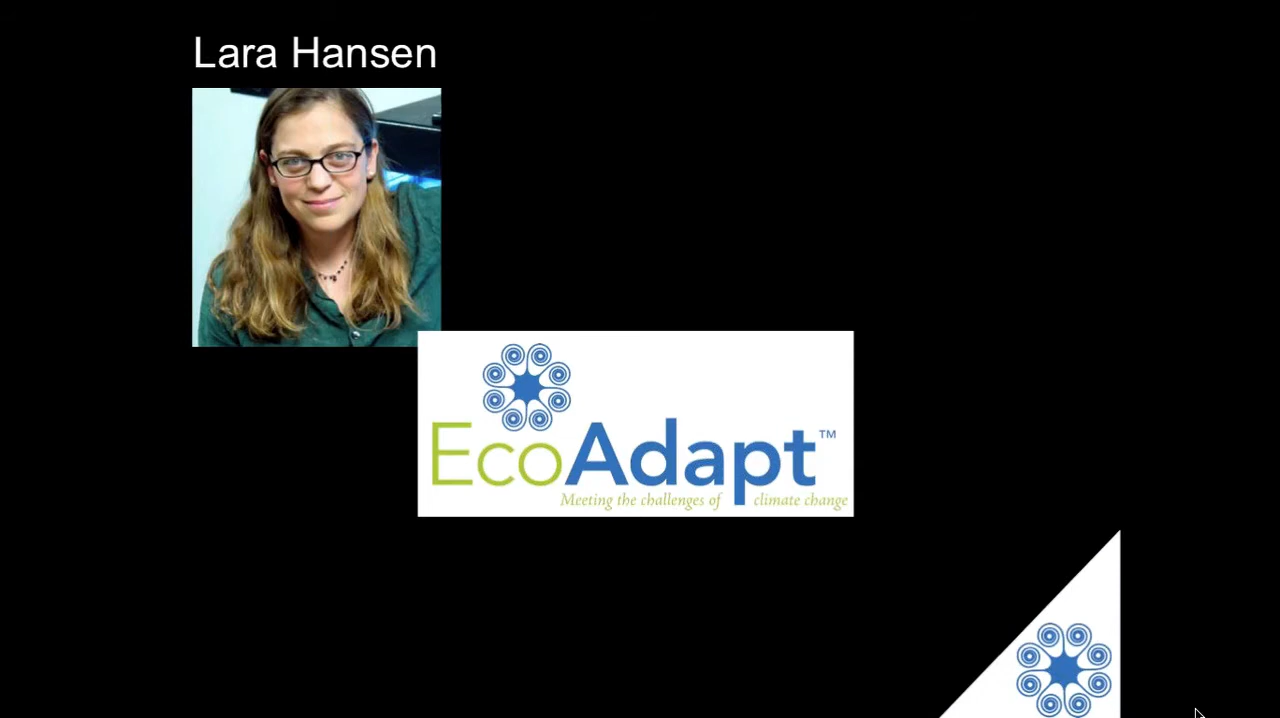 Lara Hansen
EcoAdapt™
Meeting the challenges of climate change